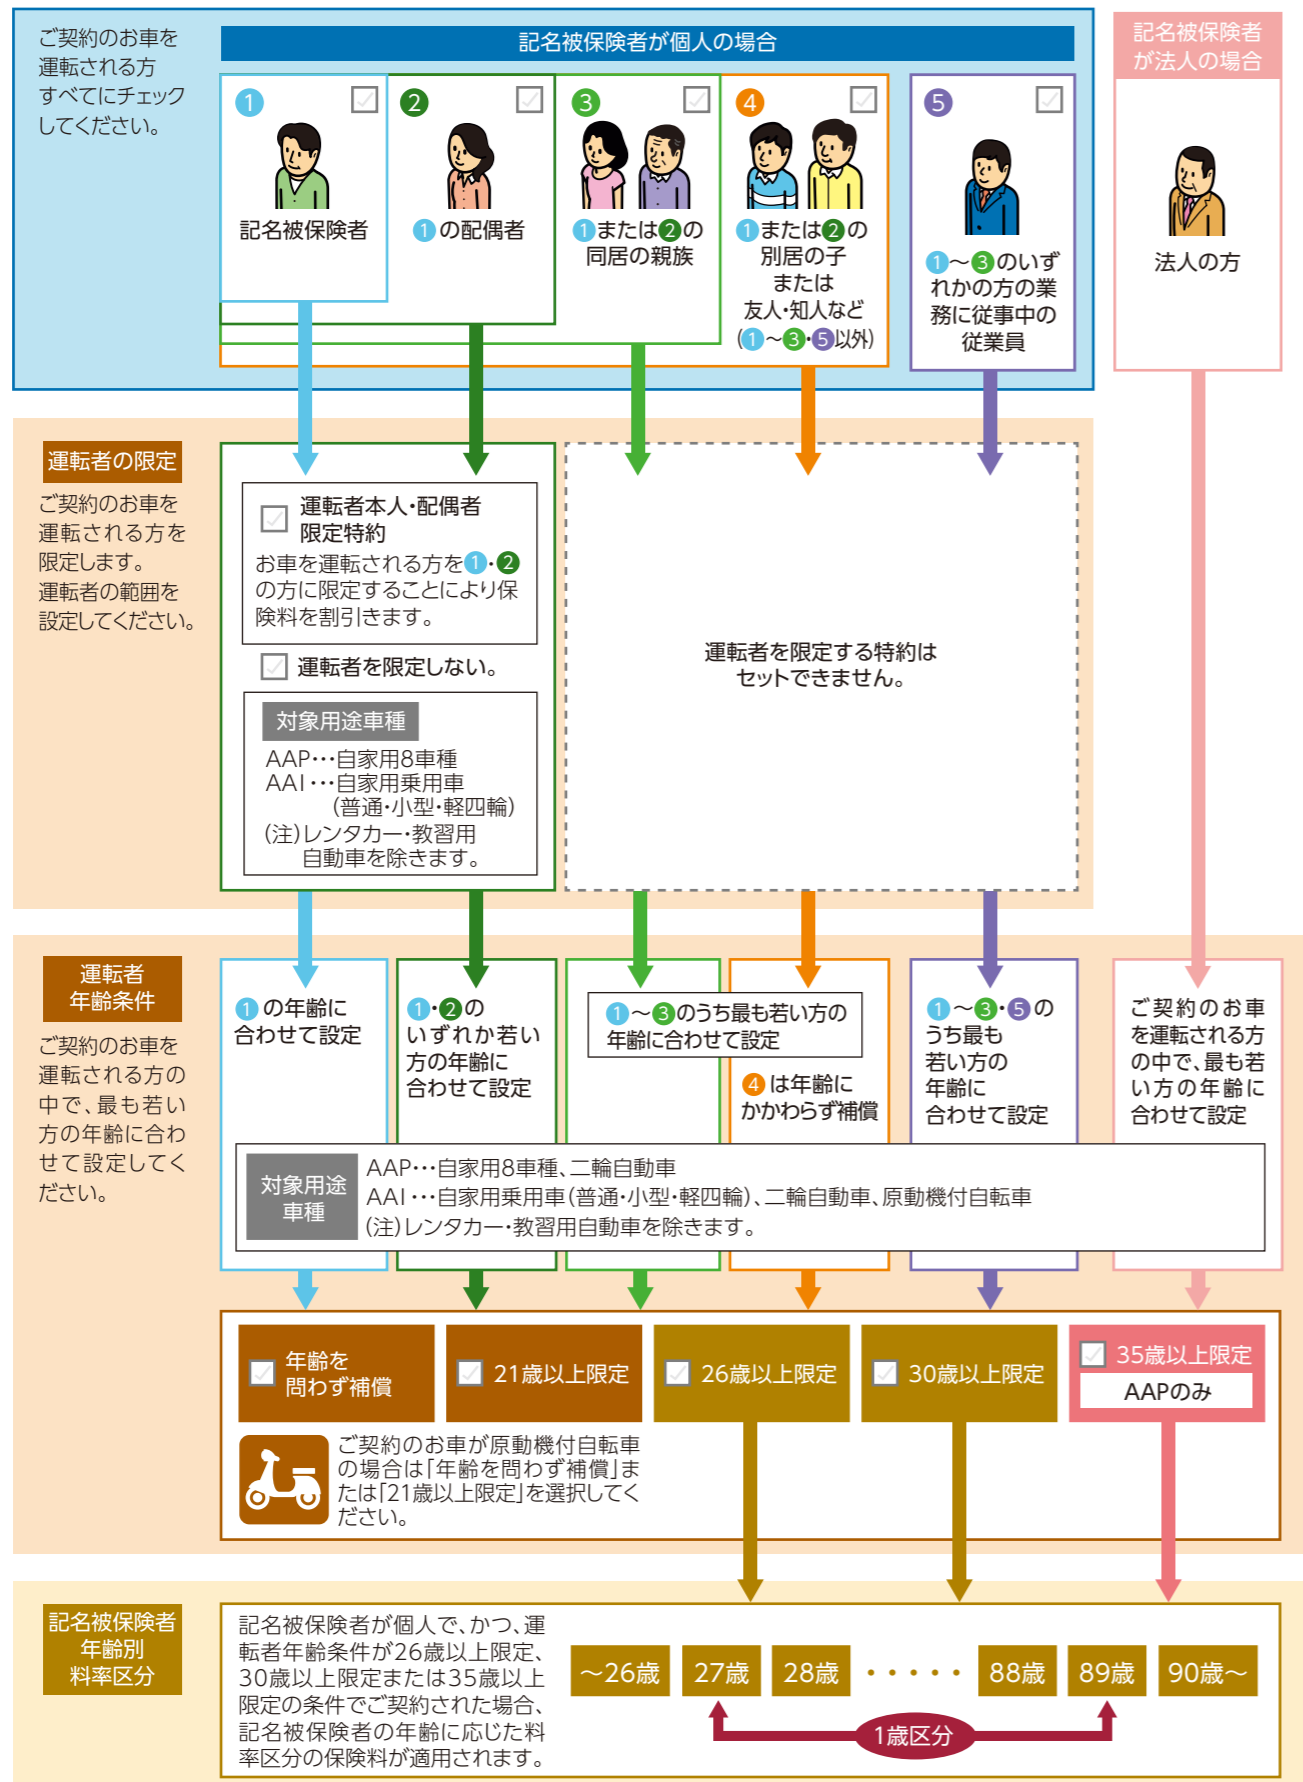 ご契約のお車を
運転される方
すべてにチェック
してください。
記名被保険者が個人の場合
記名被保険者
が法人の場合
1
記名被保険者
2
1の配偶者
3
1または2の
同居の親族
4
1または2の
別居の子
または
友人・知人など
(1～3・5以外)
5
1～3のいず
れかの方の業
務に従事中の
従業員
法人の方
運転者の限定
ご契約のお車を
運転される方を
限定します。
運転者の範囲を
設定してください。
運転者本人・配偶者
限定特約
お車を運転される方を1・2
の方に限定することにより保
険料を割引きます。
運転者を限定しない。
対象用途車種
AAP･･･自家用8車種
AAI･･･自家用乗用車
(普通・小型・軽四輪)
(注)レンタカー・教習用
自動車を除きます。
運転者を限定する特約は
セットできません。
運転者
年齢条件
ご契約のお車を
運転される方の
中で、最も若い
方の年齢に合わ
せて設定してく
ださい。
1の年齢に
合わせて設定
1・2の
いずれか若い
方の年齢に
合わせて設定
1～3のうち最も若い方の
年齢に合わせて設定
4は年齢に
かかわらず補償
1～3・5の
うち最も
若い方の
年齢に
合わせて設定
ご契約のお車
を運転される方
の中で、最も若
い方の年齢に
合わせて設定
対象用途
車種
AAP･･･自家用8車種、二輪自動車
AAI･･･自家用乗用車(普通・小型・軽四輪)、二輪自動車、原動機付自転車
(注)レンタカー・教習用自動車を除きます。
年齢を
問わず補償
21歳以上限定
26歳以上限定
30歳以上限定
35歳以上限定
AAPのみ
ご契約のお車が原動機付自転車
の場合は「年齢を問わず補償」ま
たは「21歳以上限定」を選択してく
ださい。
記名被保険者
年齢別
料率区分
記名被保険者が個人で、かつ、運
転者年齢条件が26歳以上限定、
30歳以上限定または35歳以上
限定の条件でご契約された場合、
記名被保険者の年齢に応じた料
率区分の保険料が適用されます。
～26歳 27歳 28歳 ・・・・・ 88歳 89歳 90歳～
1歳区分